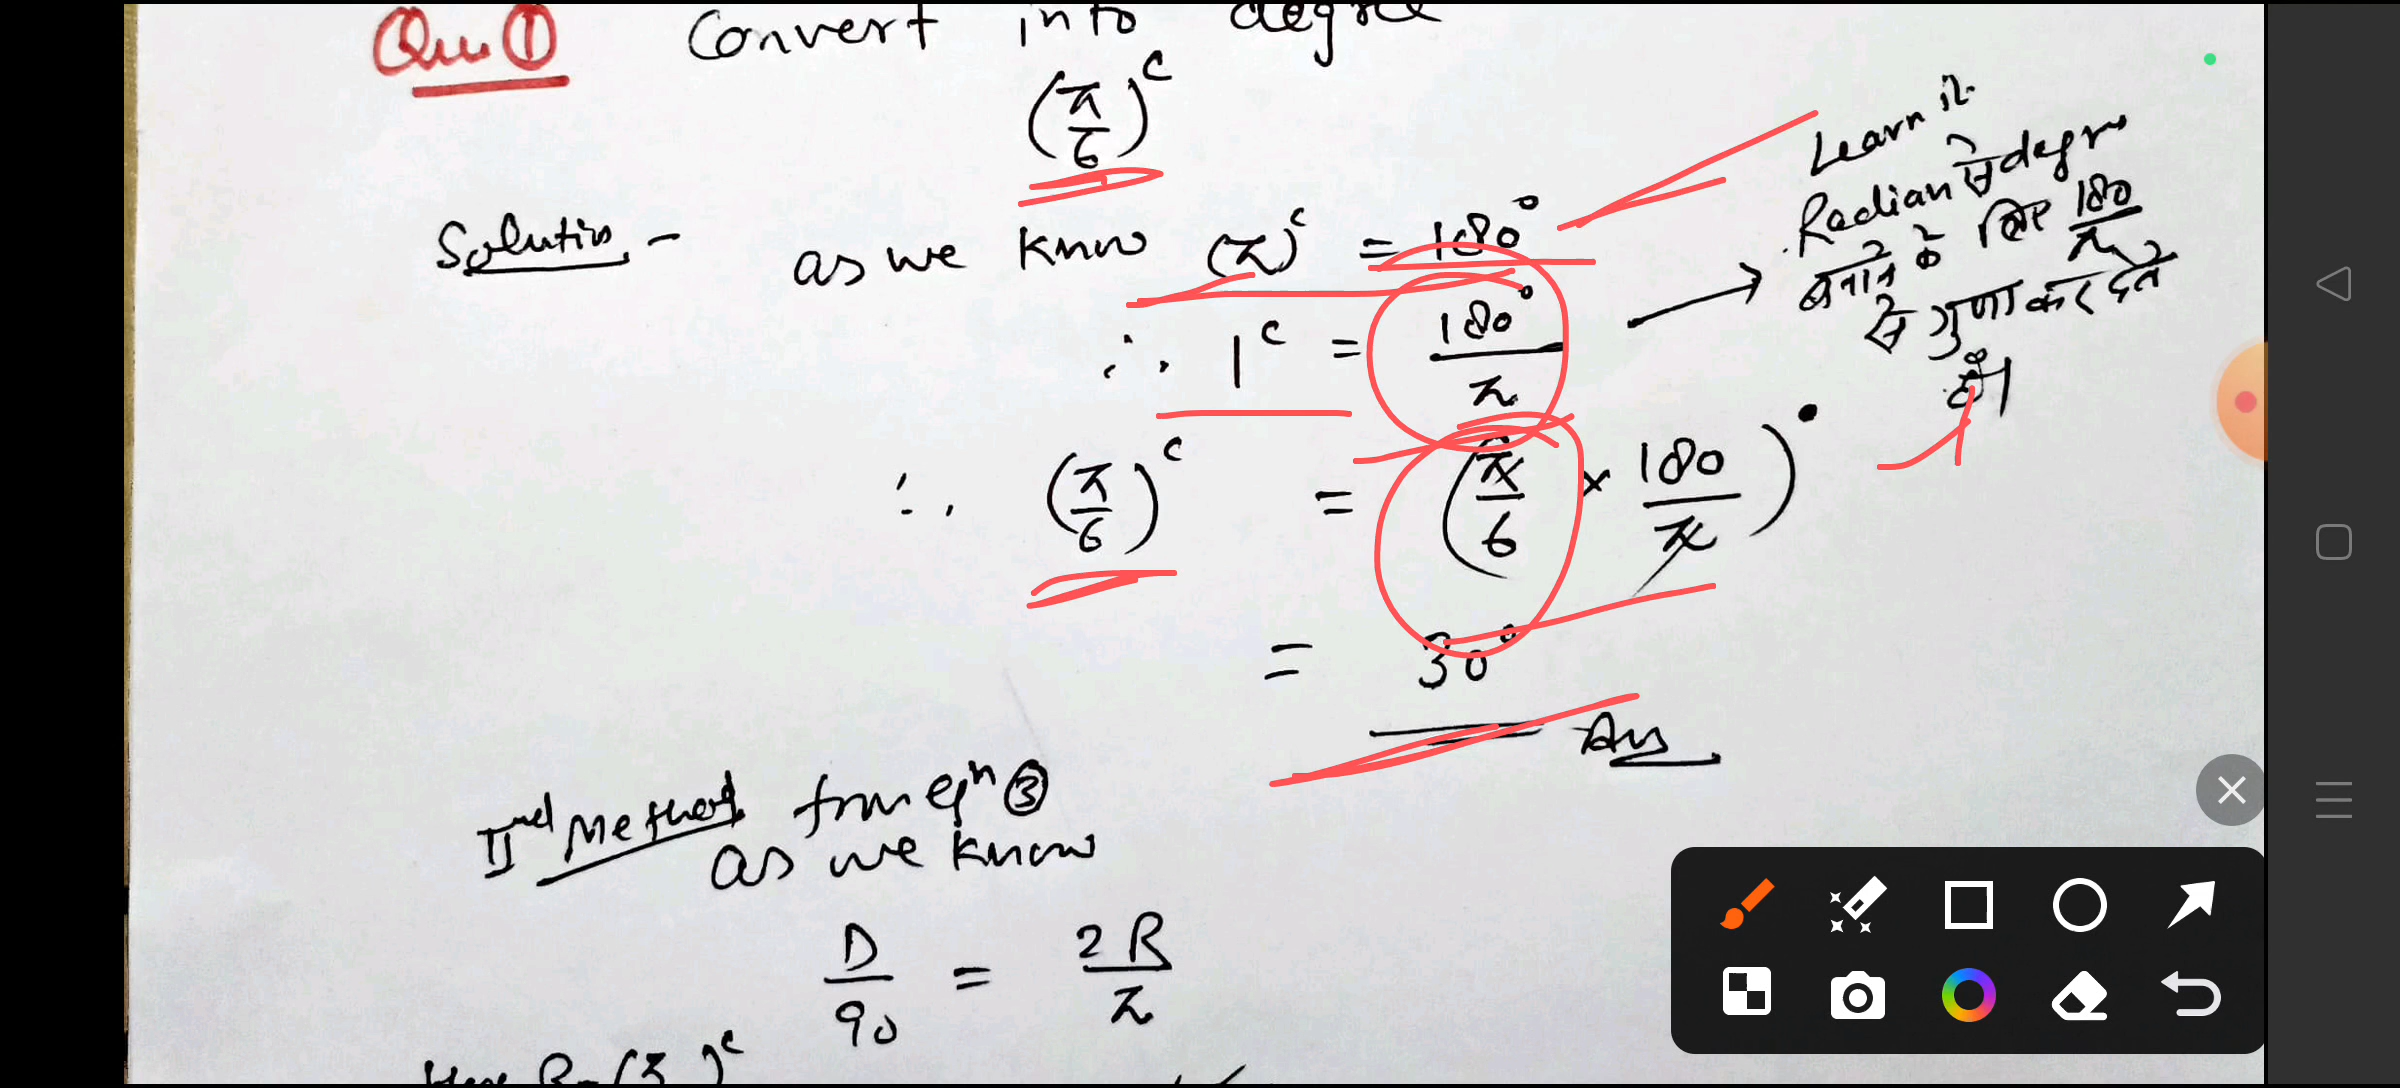 Que ① Convert into degree
(π/6)ᶜ
Solution - as we know (π)ᶜ = 180°
∴ 1ᶜ = 180°/π
Learn it
Radian से degree
बनाने के लिए 180/π
से गुणा कर देते
हैं।
∴ (π/6)ᶜ = (π/6 × 180/π)°
= 30°
Ans
IInd Method from eqn ③
as we know
D/90 = 2R/π